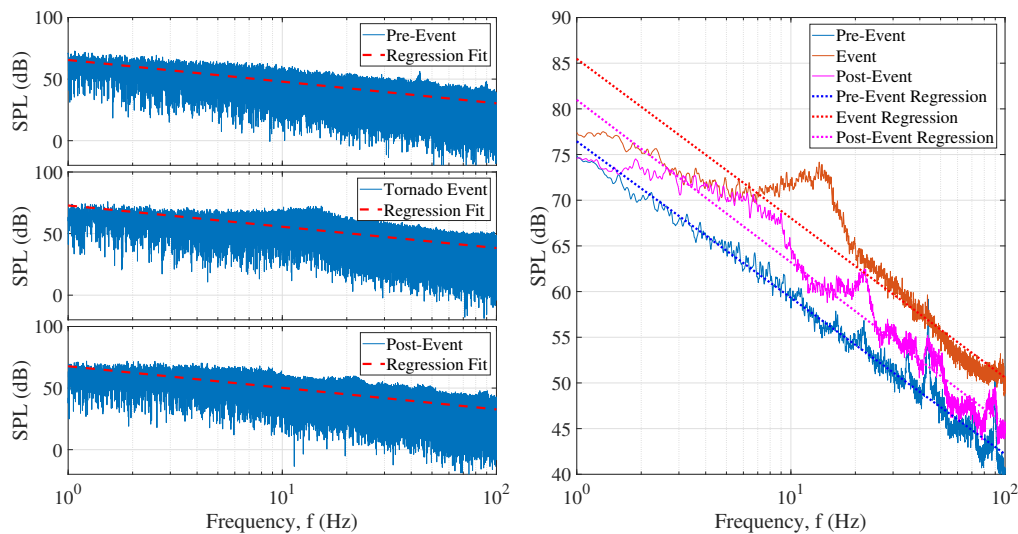 100
50
0
SPL (dB)
Pre-Event
Regression Fit
100
50
0
SPL (dB)
Tornado Event
Regression Fit
100
50
0
SPL (dB)
Post-Event
Regression Fit
10^0
10^1
10^2
Frequency, f (Hz)
90
85
80
75
70
65
60
55
50
45
40
SPL (dB)
Pre-Event
Event
Post-Event
Pre-Event Regression
Event Regression
Post-Event Regression
10^0
10^1
10^2
Frequency, f (Hz)